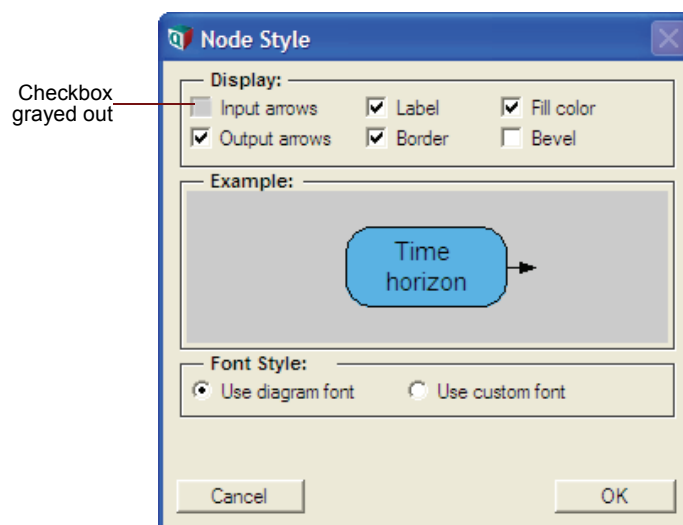 Node Style
Display:
Checkbox
grayed out
Input arrows Label Fill color
Output arrows Border Bevel
Example:
Time
horizon
Font Style:
Use diagram font Use custom font
Cancel OK